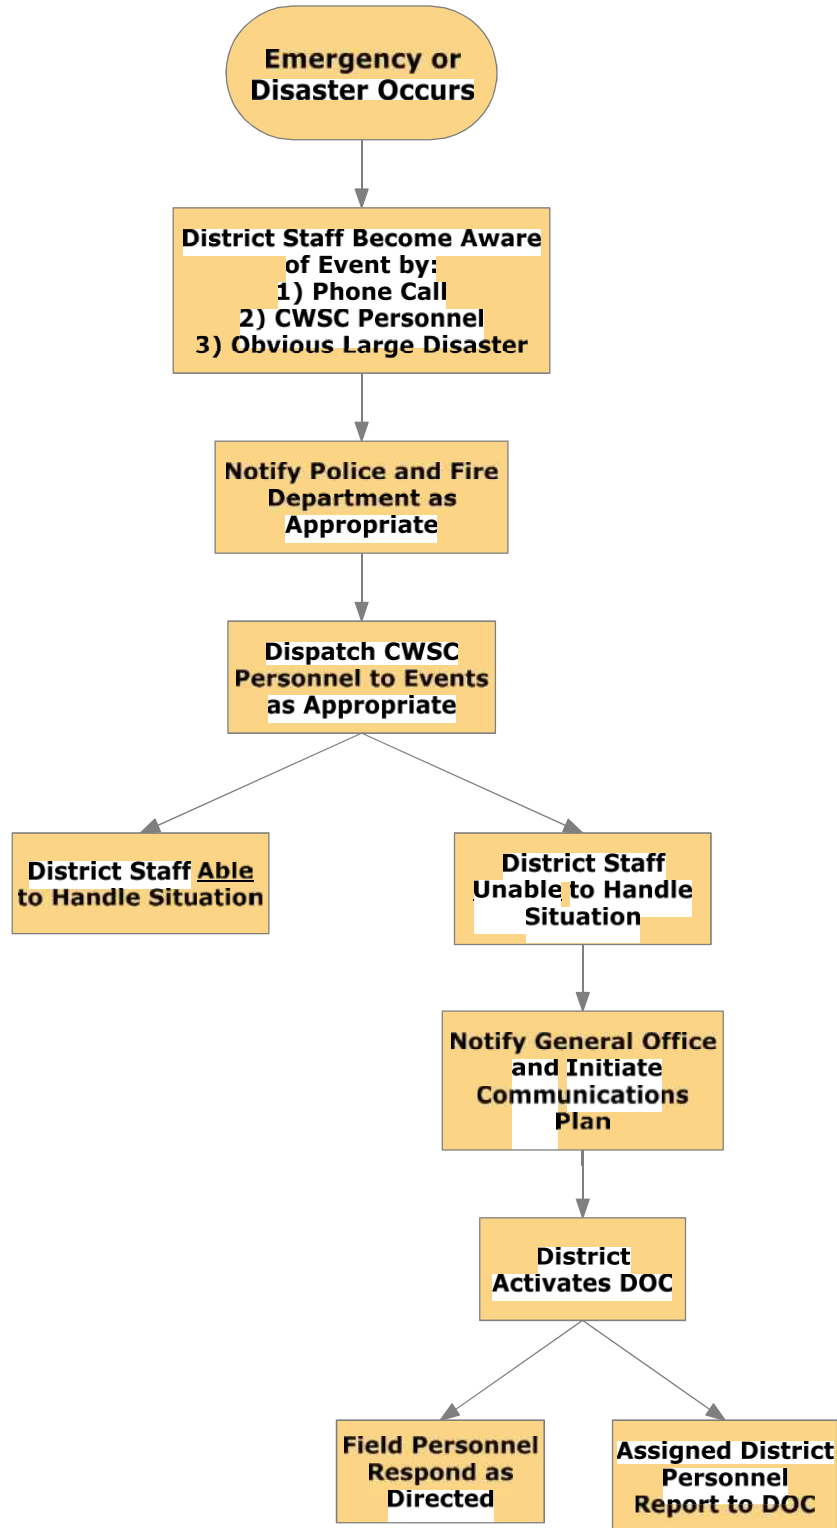 Emergency or
Disaster Occurs
District Staff Become Aware
of Event by:
1) Phone Call
2) CWSC Personnel
3) Obvious Large Disaster
Notify Police and Fire
Department as
Appropriate
Dispatch CWSC
Personnel to Events
as Appropriate
District Staff Able
to Handle Situation
District Staff
Unable to Handle
Situation
Notify General Office
and Initiate
Communications
Plan
District
Activates DOC
Field Personnel
Respond as
Directed
Assigned District
Personnel
Report to DOC